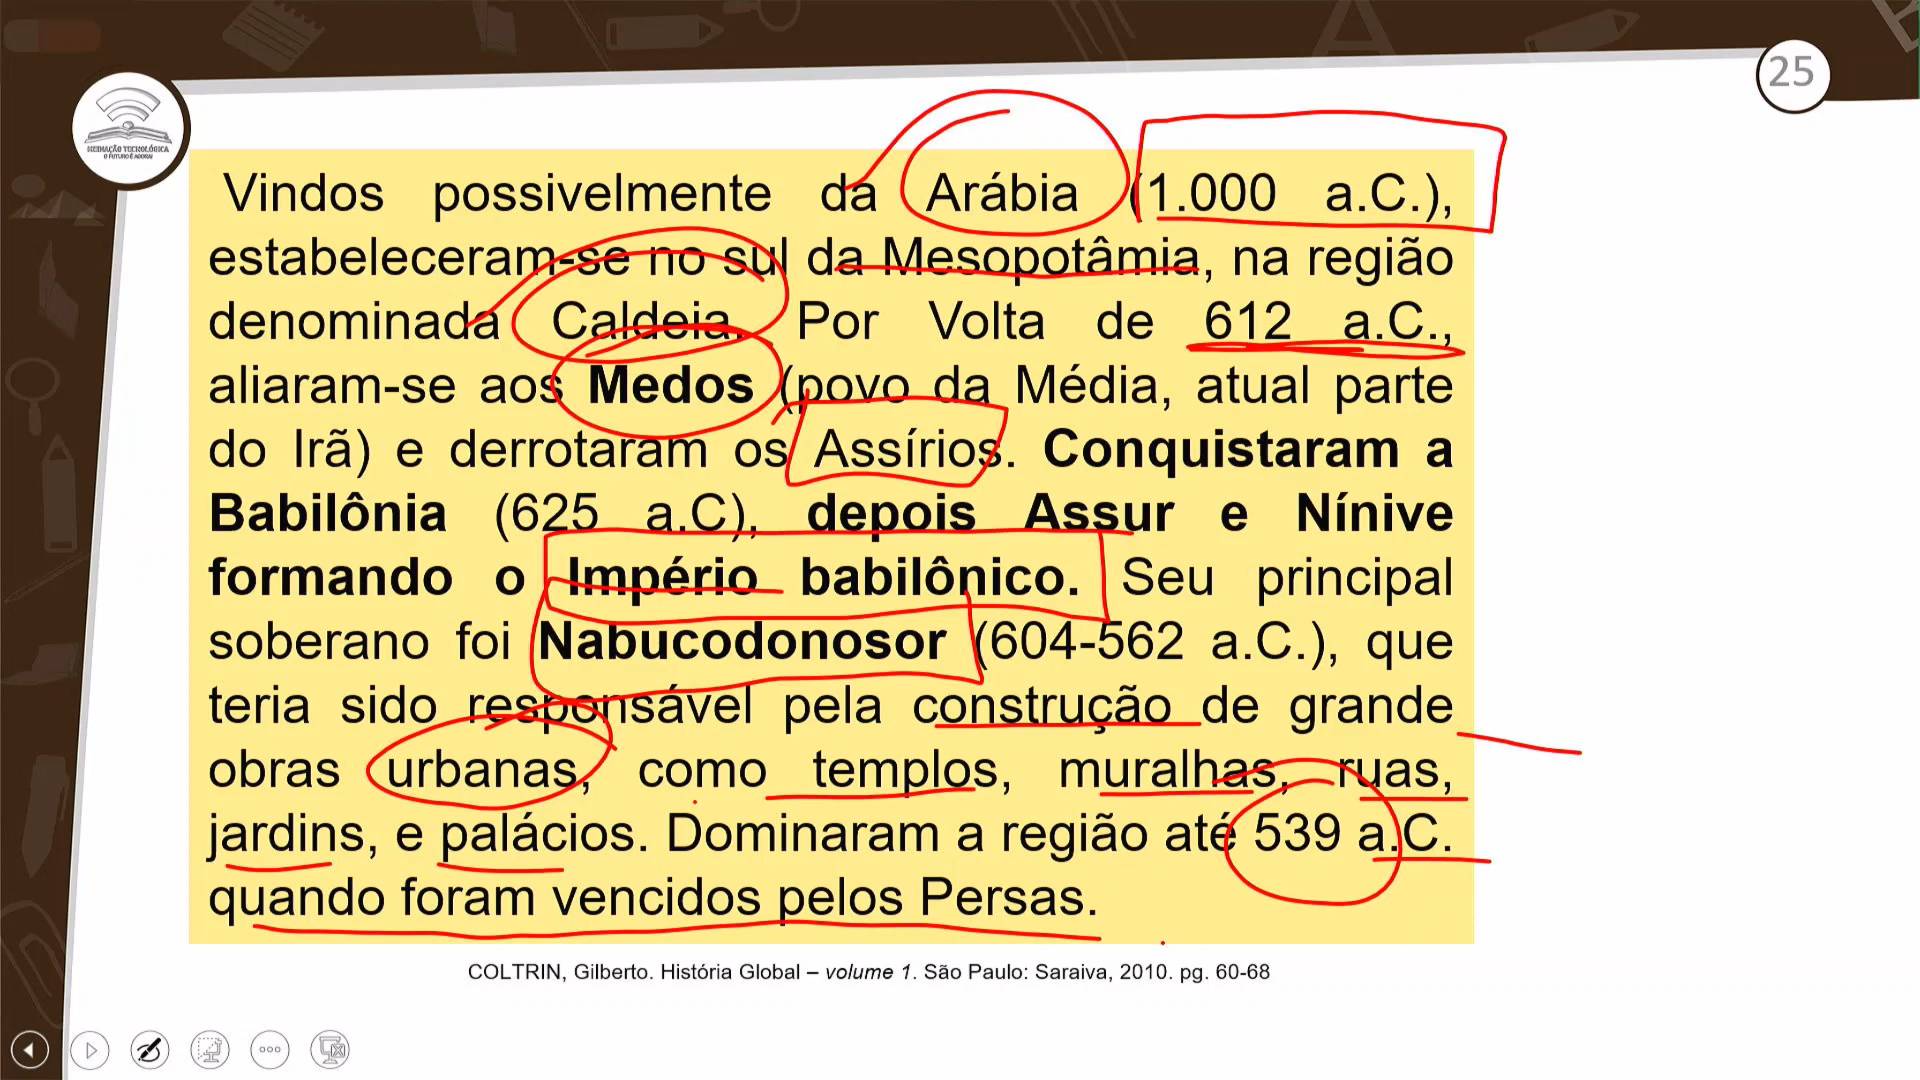 25
MEDIAÇÃO TECNOLÓGICA
O FUTURO É AGORA!
Vindos possivelmente da Arábia (1.000 a.C.),
estabeleceram-se no sul da Mesopotâmia, na região
denominada Caldeia. Por Volta de 612 a.C.,
aliaram-se aos Medos (povo da Média, atual parte
do Irã) e derrotaram os Assírios. Conquistaram a
Babilônia (625 a.C), depois Assur e Nínive
formando o Império babilônico. Seu principal
soberano foi Nabucodonosor (604-562 a.C.), que
teria sido responsável pela construção de grande
obras urbanas, como templos, muralhas, ruas,
jardins, e palácios. Dominaram a região até 539 a.C.
quando foram vencidos pelos Persas.
COLTRIN, Gilberto. História Global – volume 1. São Paulo: Saraiva, 2010. pg. 60-68